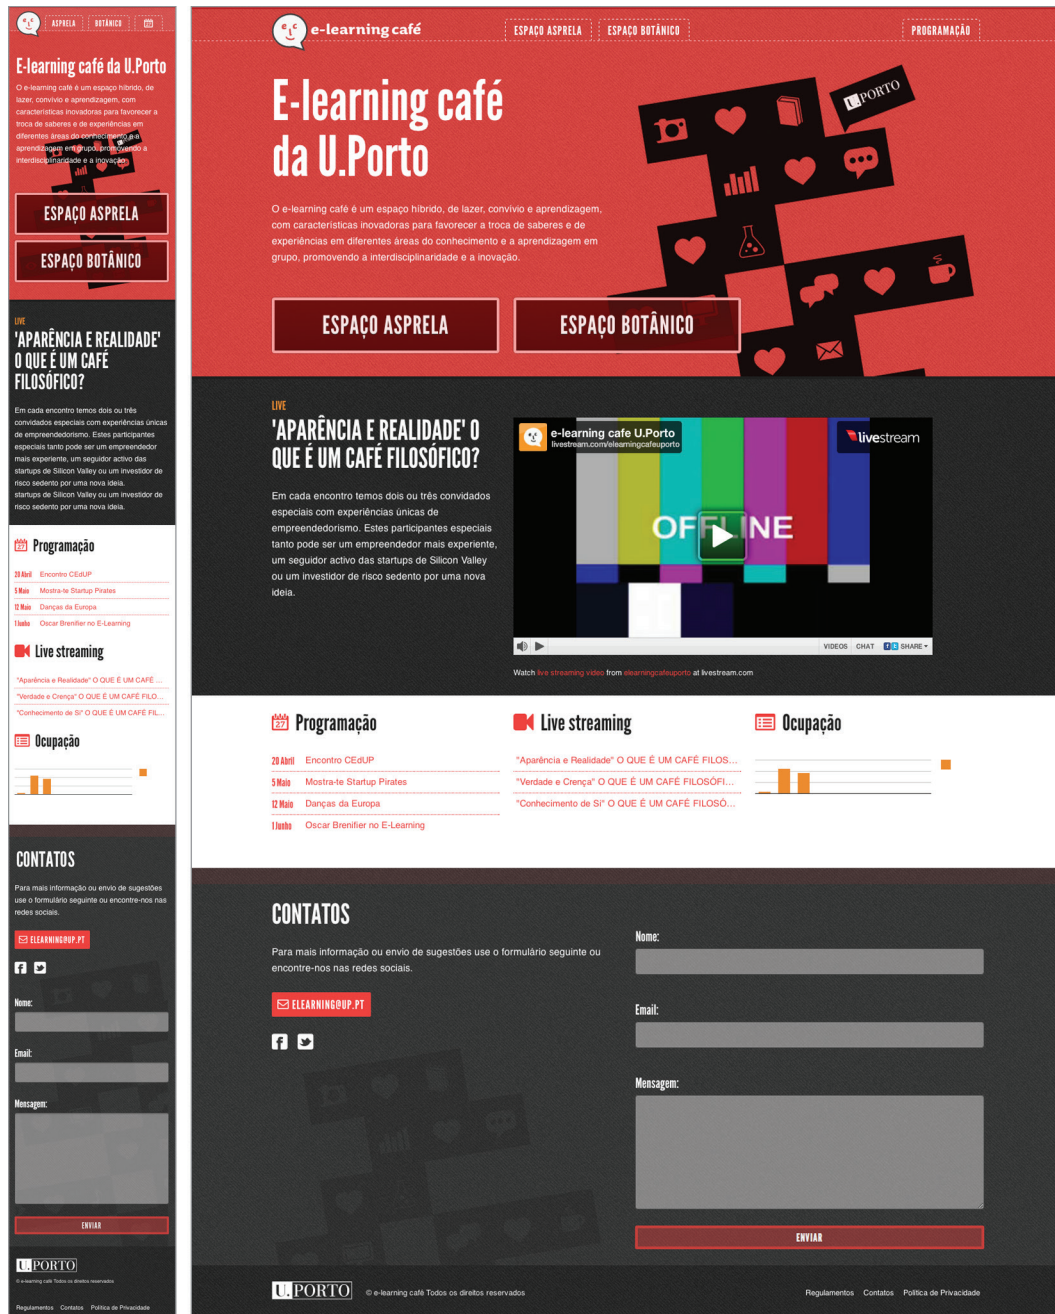 e c c
ASPRELA
BOTÂNICO
E-learning café da U.Porto
O e-learning café é um espaço híbrido, de
lazer, convívio e aprendizagem, com
características inovadoras para favorecer a
troca de saberes e de experiências em
diferentes áreas do conhecimento e a
aprendizagem em grupo, promovendo a
interdisciplinaridade e a inovação.
ESPAÇO ASPRELA
ESPAÇO BOTÂNICO
LIVE
'APARÊNCIA E REALIDADE'
O QUE É UM CAFÉ
FILOSÓFICO?
Em cada encontro temos dois ou três
convidados especiais com experiências únicas
de empreendedorismo. Estes participantes
especiais tanto pode ser um empreendedor
mais experiente, um seguidor activo das
startups de Silicon Valley ou um investidor de
risco sedento por uma nova ideia.
startups de Silicon Valley ou um investidor de
risco sedento por uma nova ideia.
27 Programação
20 Abril Encontro CEdUP
5 Maio Mostra-te Startup Pirates
12 Maio Danças da Europa
1 Junho Oscar Brenifier no E-Learning
Live streaming
"Aparência e Realidade" O QUE É UM CAFÉ ...
"Verdade e Crença" O QUE É UM CAFÉ FILO...
"Conhecimento de Si" O QUE É UM CAFÉ FIL...
Ocupação
CONTATOS
Para mais informação ou envio de sugestões
use o formulário seguinte ou encontre-nos nas
redes sociais.
ELEARNING@UP.PT
Nome:
Email:
Mensagem:
ENVIAR
U.PORTO
© e-learning café Todos os direitos reservados
Regulamentos Contatos Política de Privacidade
e c c
e-learning café
ESPAÇO ASPRELA
ESPAÇO BOTÂNICO
PROGRAMAÇÃO
E-learning café
da U.Porto
U.PORTO
O e-learning café é um espaço híbrido, de lazer, convívio e aprendizagem,
com características inovadoras para favorecer a troca de saberes e de
experiências em diferentes áreas do conhecimento e a aprendizagem em
grupo, promovendo a interdisciplinaridade e a inovação.
ESPAÇO ASPRELA
ESPAÇO BOTÂNICO
LIVE
'APARÊNCIA E REALIDADE' O
QUE É UM CAFÉ FILOSÓFICO?
Em cada encontro temos dois ou três convidados
especiais com experiências únicas de
empreendedorismo. Estes participantes especiais
tanto pode ser um empreendedor mais experiente,
um seguidor activo das startups de Silicon Valley
ou um investidor de risco sedento por uma nova
ideia.
e-learning cafe U.Porto
livestream.com/elearningcafeuporto
livestream
OFFLINE
VIDEOS CHAT SHARE
Watch live streaming video from elearningcafeuporto at livestream.com
27 Programação
20 Abril Encontro CEdUP
5 Maio Mostra-te Startup Pirates
12 Maio Danças da Europa
1 Junho Oscar Brenifier no E-Learning
Live streaming
"Aparência e Realidade" O QUE É UM CAFÉ FILOS...
"Verdade e Crença" O QUE É UM CAFÉ FILOSÓFI...
"Conhecimento de Si" O QUE É UM CAFÉ FILOSÓ...
Ocupação
CONTATOS
Para mais informação ou envio de sugestões use o formulário seguinte ou
encontre-nos nas redes sociais.
ELEARNING@UP.PT
Nome:
Email:
Mensagem:
ENVIAR
U.PORTO
© e-learning café Todos os direitos reservados
Regulamentos Contatos Política de Privacidade